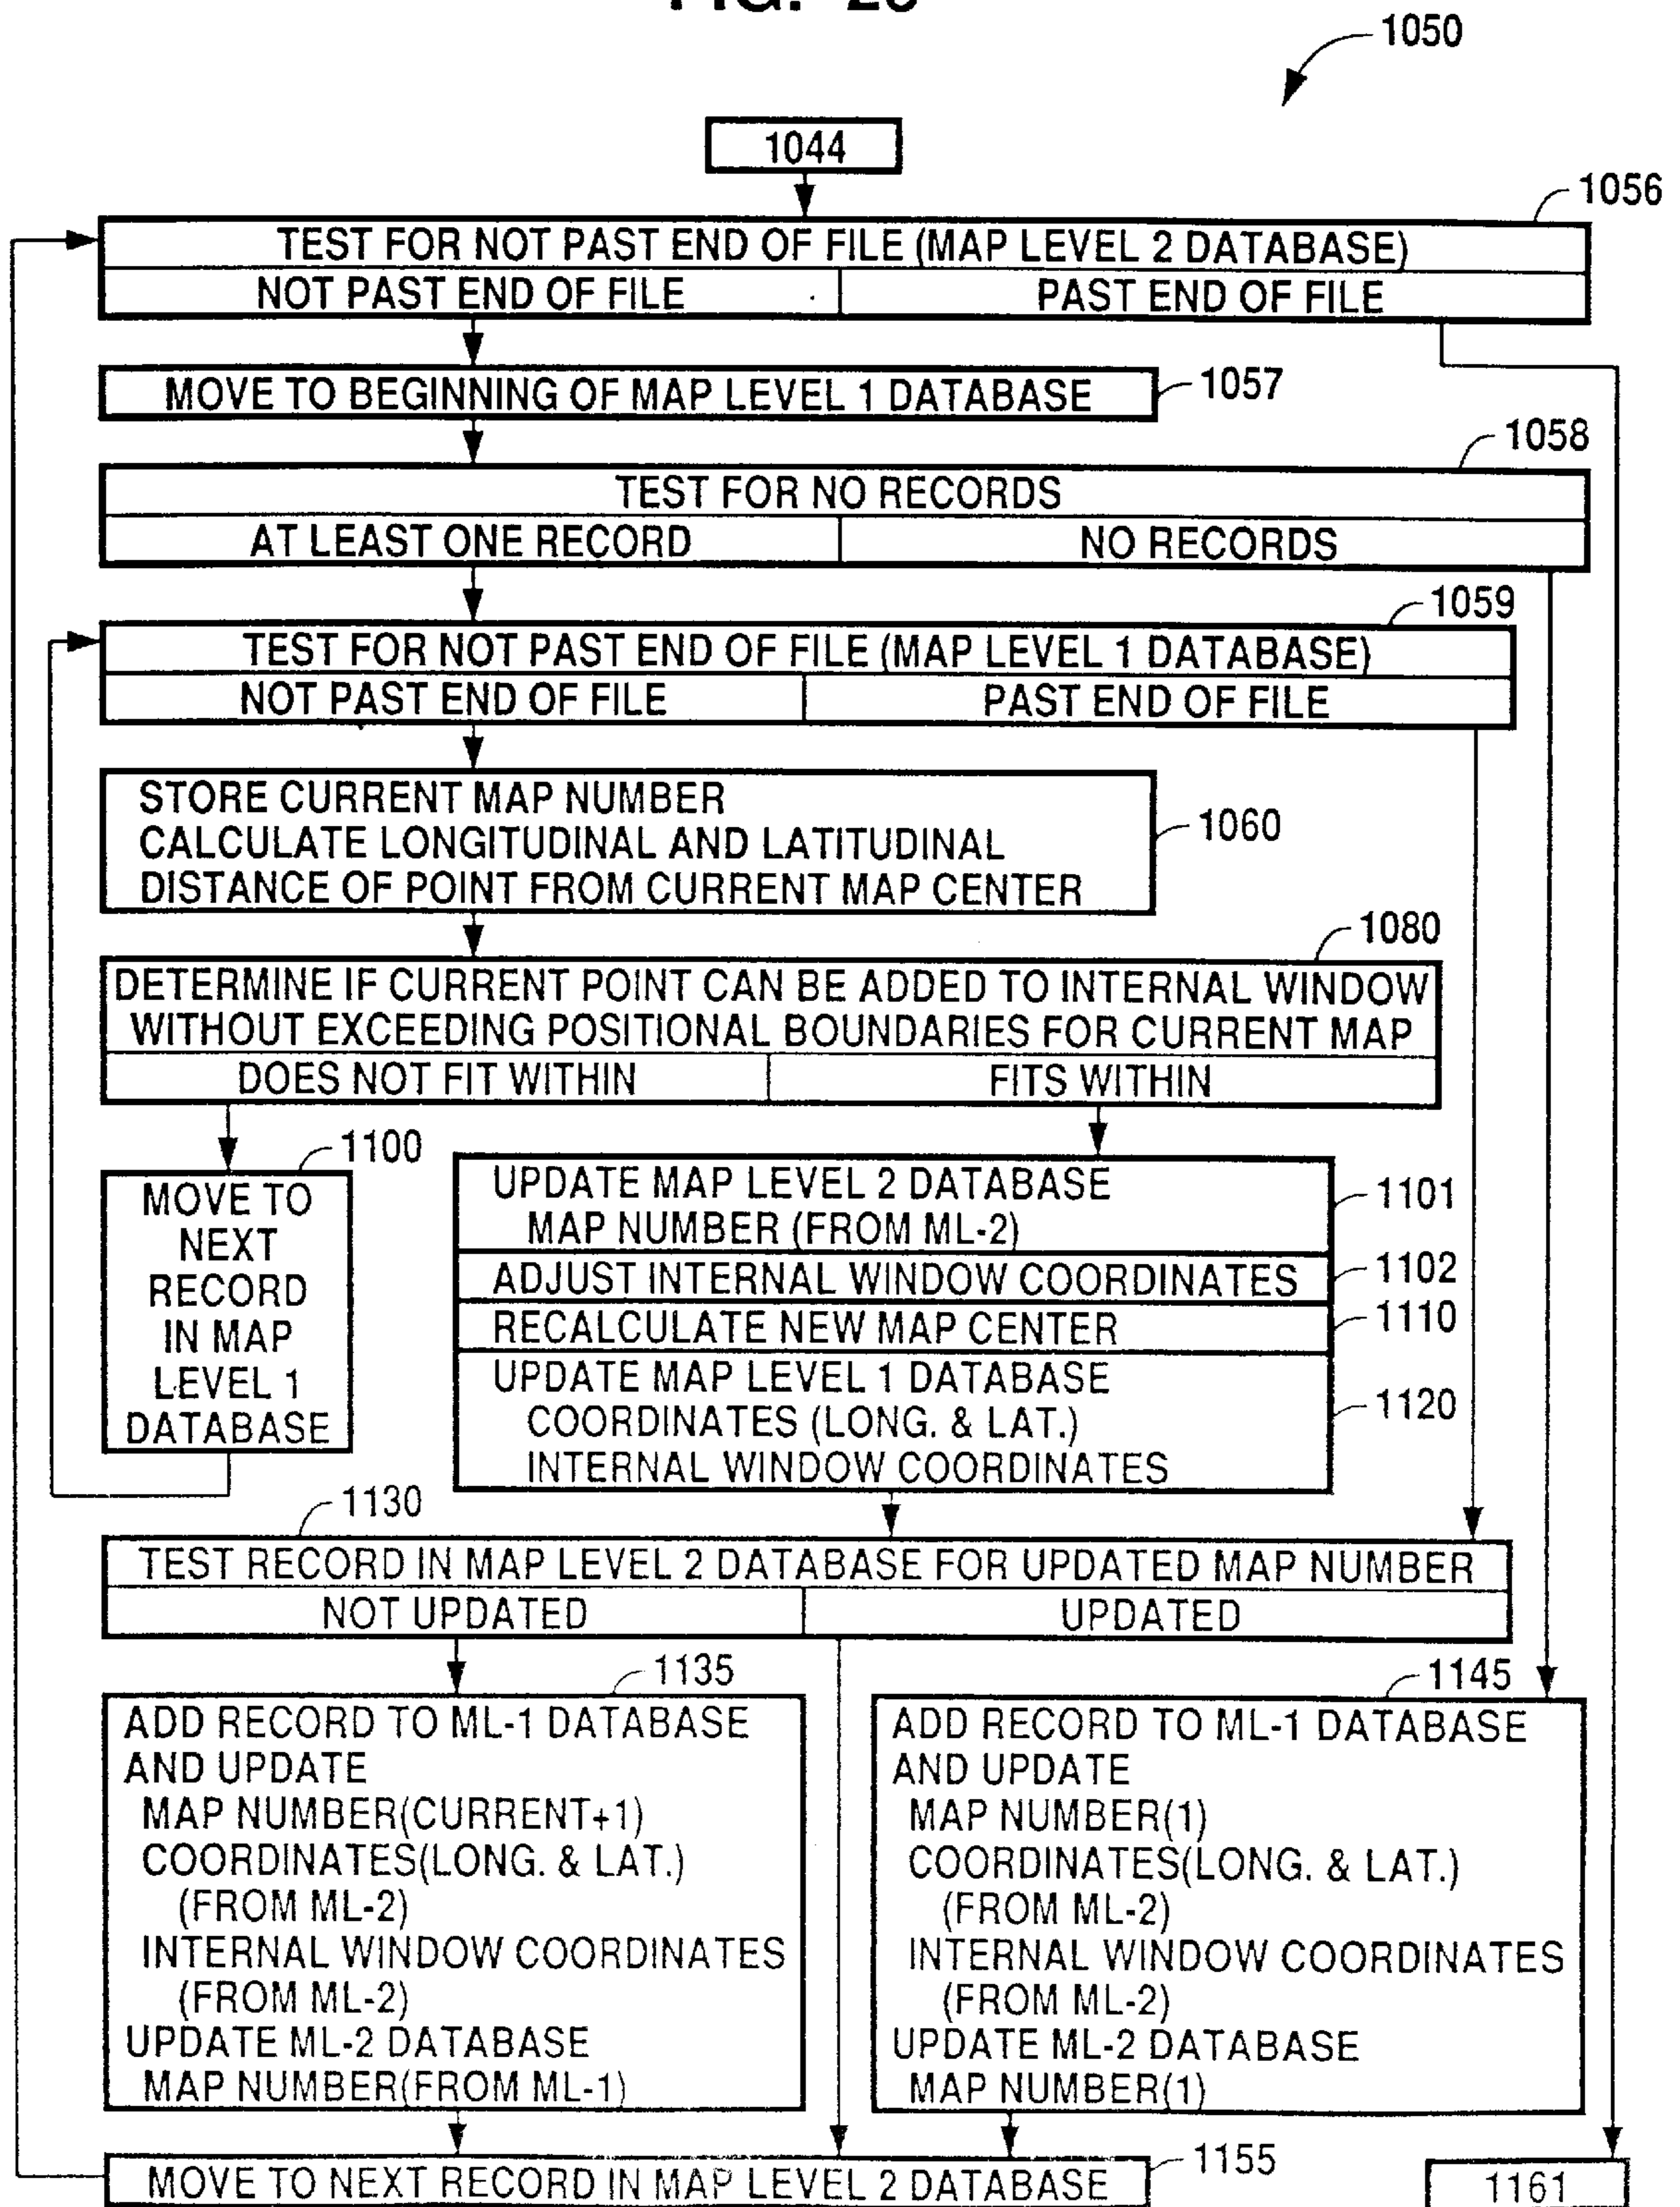 1050
1044
1056
TEST FOR NOT PAST END OF FILE (MAP LEVEL 2 DATABASE)
NOT PAST END OF FILE
PAST END OF FILE
MOVE TO BEGINNING OF MAP LEVEL 1 DATABASE
1057
1058
TEST FOR NO RECORDS
AT LEAST ONE RECORD
NO RECORDS
1059
TEST FOR NOT PAST END OF FILE (MAP LEVEL 1 DATABASE)
NOT PAST END OF FILE
PAST END OF FILE
STORE CURRENT MAP NUMBER
CALCULATE LONGITUDINAL AND LATITUDINAL
DISTANCE OF POINT FROM CURRENT MAP CENTER
1060
1080
DETERMINE IF CURRENT POINT CAN BE ADDED TO INTERNAL WINDOW
WITHOUT EXCEEDING POSITIONAL BOUNDARIES FOR CURRENT MAP
DOES NOT FIT WITHIN
FITS WITHIN
1100
MOVE TO
NEXT
RECORD
IN MAP
LEVEL 1
DATABASE
UPDATE MAP LEVEL 2 DATABASE
MAP NUMBER (FROM ML-2)
1101
ADJUST INTERNAL WINDOW COORDINATES
1102
RECALCULATE NEW MAP CENTER
1110
UPDATE MAP LEVEL 1 DATABASE
COORDINATES (LONG. & LAT.)
INTERNAL WINDOW COORDINATES
1120
1130
TEST RECORD IN MAP LEVEL 2 DATABASE FOR UPDATED MAP NUMBER
NOT UPDATED
UPDATED
1135
ADD RECORD TO ML-1 DATABASE
AND UPDATE
MAP NUMBER(CURRENT+1)
COORDINATES(LONG. & LAT.)
(FROM ML-2)
INTERNAL WINDOW COORDINATES
(FROM ML-2)
UPDATE ML-2 DATABASE
MAP NUMBER(FROM ML-1)
1145
ADD RECORD TO ML-1 DATABASE
AND UPDATE
MAP NUMBER(1)
COORDINATES(LONG. & LAT.)
(FROM ML-2)
INTERNAL WINDOW COORDINATES
(FROM ML-2)
UPDATE ML-2 DATABASE
MAP NUMBER(1)
MOVE TO NEXT RECORD IN MAP LEVEL 2 DATABASE
1155
1161